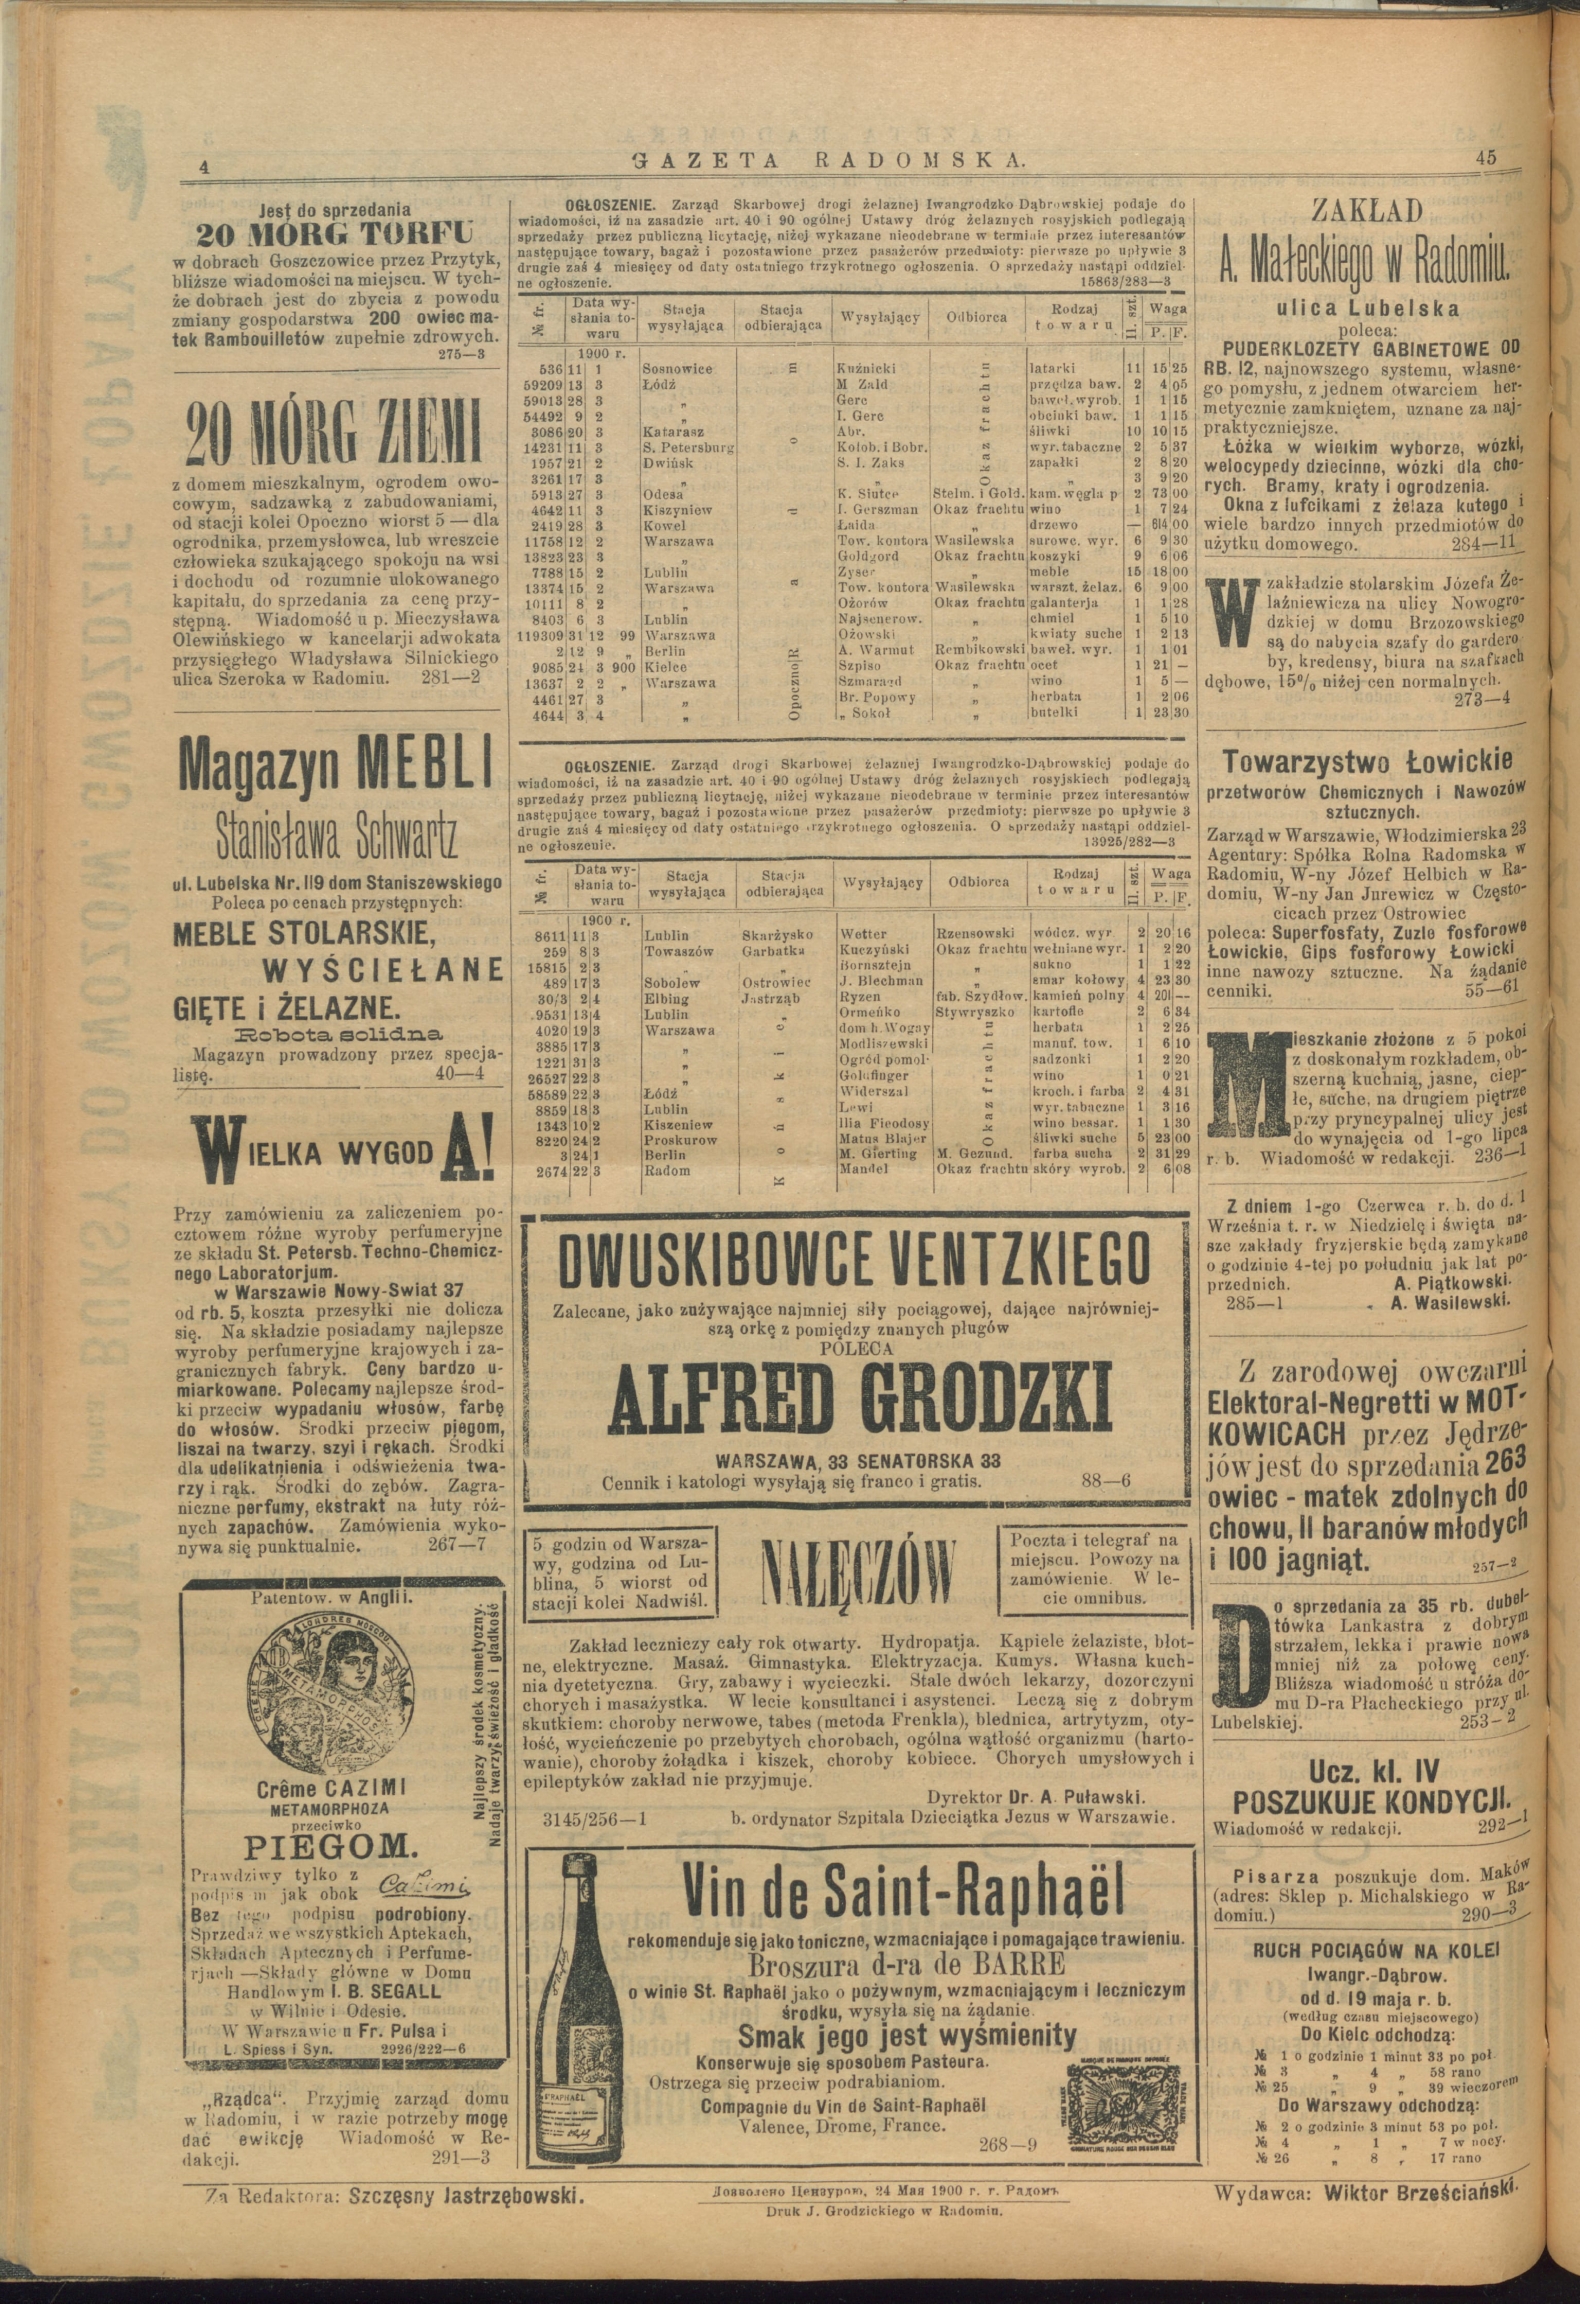 4
GAZETA RADOMSKA.
45
Jest do sprzedania
20 MÓRG TORFU
w dobrach Goszczowice przez Przytyk,
bliższe wiadomości na miejscu. W tych-
że dobrach jest do zbycia z powodu
zmiany gospodarstwa 200 owiec ma-
tek Rambouilletów zupełnie zdrowych.
275—3
20 MÓRG ZIEMI
z domem mieszkalnym, ogrodem owo-
cowym, sadzawką z zabudowaniami,
od stacji kolei Opoczno wiorst 5 — dla
ogrodnika, przemysłowca, lub wreszcie
człowieka szukającego spokoju na wsi
i dochodu od rozumnie ulokowanego
kapitału, do sprzedania za cenę przy-
stępną. Wiadomość u p. Mieczysława
Olewińskiego w kancelarji adwokata
przysięgłego Władysława Silnickiego
ulica Szeroka w Radomiu. 281—2
Magazyn MEBLI
Stanisława Schwartz
ul. Lubelska Nr. 119 dom Staniszewskiego
Poleca po cenach przystępnych:
MEBLE STOLARSKIE,
WYŚCIEŁANE
GIĘTE i ŻELAZNE.
Robota solidna
Magazyn prowadzony przez specja-
listę. 40—4
WIELKA WYGODA!
Przy zamówieniu za zaliczeniem po-
cztowem różne wyroby perfumeryjne
ze składu St. Petersb. Techno-Chemicz-
nego Laboratorjum.
w Warszawie Nowy-Swiat 37
od rb. 5, koszta przesyłki nie dolicza
się. Na składzie posiadamy najlepsze
wyroby perfumeryjne krajowych i za-
granicznych fabryk. Ceny bardzo u-
miarkowane. Polecamy najlepsze środ-
ki przeciw wypadaniu włosów, farbę
do włosów. Srodki przeciw piegom,
liszai na twarzy, szyi i rękach. Srodki
dla udelikatnienia i odświeżenia twa-
rzy i rąk. Środki do zębów. Zagra-
niczne perfumy, ekstrakt na łuty róż-
nych zapachów. Zamówienia wyko-
nywa się punktualnie. 267—7
Patentow. w Anglii.
LONDRES MOSCOU
METAMORPHOSE
Najlepszy środek kosmetyczny.
Nadaje twarzy świeżość i gładkość
Crême CAZIMI
METAMORPHOZA
przeciwko
PIEGOM.
Prawdziwy tylko z
podpisem jak obok Cazimi
Bez tego podpisu podrobiony.
Sprzedaż we wszystkich Aptekach,
Składach Aptecznych i Perfume-
rjach — Składy główne w Domu
Handlowym I. B. SEGALL
w Wilnie i Odesie.
W Warszawie u Fr. Pulsa i
L. Spiess i Syn. 2926/222—6
„Rządca“. Przyjmię zarząd domu
w Radomiu, i w razie potrzeby mogę
dać ewikcję Wiadomość w Re-
dakcji. 291—3
OGŁOSZENIE. Zarząd Skarbowej drogi żelaznej Iwangrodzko Dąbrowskiej podaje do
wiadomości, iż na zasadzie art. 40 i 90 ogólnej Ustawy dróg żelaznych rosyjskich podlegają
sprzedaży przez publiczną licytację, niżej wykazane nieodebrane w terminie przez interesantów
następujące towary, bagaż i pozostawione przez pasażerów przedmioty: pierwsze po upływie 3
drugie zaś 4 miesięcy od daty ostatniego trzykrotnego ogłoszenia. O sprzedaży nastąpi oddziel-
ne ogłoszenie. 15863/283—3
№ fr. | Data wysłania towaru | Stacja wysyłająca | Stacja odbierająca | Wysyłający | Odbiorca | Rodzaj towaru | Il. szt. | Waga P. F.
1900 r.
Opoczno R a d o m
Okaz frachtu
536 11 1 Sosnowice Kuźnicki latarki 11 15 25
59209 13 3 Łódź M Zald przędza baw. 2 4 05
59013 28 3 „ Gerc baweł. wyrob. 1 1 15
54492 9 2 „ I. Gerc obcinki baw. 1 1 15
3086 20 3 Katarasz Abr. śliwki 10 10 15
14231 11 3 S. Petersburg Kołob. i Bobr. wyr. tabaczne 2 5 37
1957 21 2 Dwińsk S. I. Zaks zapałki 2 8 20
3261 17 3 „ „ „ 3 9 20
5913 27 3 Odesa K. Siutce Stelm. i Gold. kam. węgla p 2 73 00
4642 11 3 Kiszyniew I. Gerszman Okaz frachtu wino 1 7 24
2419 28 3 Kowel Łaida „ drzewo — 614 00
11758 12 2 Warszawa Tow. kontora Wasilewska surowc. wyr. 6 9 30
13823 23 3 „ Goldgord Okaz frachtu koszyki 9 6 06
7788 15 2 Lublin Zyser „ meble 15 18 00
13374 15 2 Warszawa Tow. kontora Wasilewska warszt. żelaz. 6 9 00
10111 8 2 „ Ożorów Okaz frachtu galanterja 1 1 28
8403 6 3 Lublin Najsenerow. „ chmiel 1 5 10
119309 31 12 99 Warszawa Ożowski „ kwiaty suche 1 2 13
2 12 9 „ Berlin A. Warmut Rembikowski baweł. wyr. 1 1 01
9085 24 3 900 Kielce Szpiso Okaz frachtu ocet 1 21 —
13637 2 2 „ Warszawa Szmaragd „ wino 1 5 —
4461 27 3 „ Br. Popowy „ herbata 1 2 06
4644 3 4 „ „ Sokoł „ butelki 1 23 30
OGŁOSZENIE. Zarząd drogi Skarbowej żelaznej Iwangrodzko-Dąbrowskiej podaje do
wiadomości, iż na zasadzie art. 40 i 90 ogólnej Ustawy dróg żelaznych rosyjskiech podlegają
sprzedaży przez publiczną licytację, niżej wykazane nieodebrane w terminie przez interesantów
następujące towary, bagaż i pozostawione przez pasażerów przedmioty: pierwsze po upływie 3
drugie zaś 4 miesięcy od daty ostatniego trzykrotnego ogłoszenia. O sprzedaży nastąpi oddziel-
ne ogłoszenie. 13925/282—3
№ fr. | Data wysłania towaru | Stacja wysyłająca | Stacja odbierająca | Wysyłający | Odbiorca | Rodzaj towaru | Il. szt. | Waga P. F.
1900 r.
K o ń s k i e,
Okaz frachtu
8611 11 3 Lublin Skarżysko Wetter Rzensowski wódcz. wyr 2 20 16
259 8 3 Towaszów Garbatka Kuczyński Okaz frachtu wełniane wyr. 1 2 20
15815 2 3 „ „ Bornsztejn „ sukno 1 1 22
489 17 3 Sobolew Ostrowiec J. Blechman „ smar kołowy 4 23 30
30/3 2 4 Elbing Jastrząb Ryzen fab. Szydłow. kamień polny 4 201 —
9531 13 4 Lublin Ormeńko Stywryszko kartofle 2 6 34
4020 19 3 Warszawa dom h. Wogay herbata 1 2 25
3885 17 3 „ Modliszewski manuf. tow. 1 6 10
1221 31 3 „ Ogród pomol- sadzonki 1 2 20
26527 22 3 „ Goldfinger wino 1 0 21
58589 22 3 Łódź Widerszal kroch. i farba 2 4 31
8859 18 3 Lublin Lewi wyr. tabaczne 1 3 16
1343 10 2 Kiszeniew Ilia Fieodosy wino bessar. 1 1 30
8220 24 2 Proskurow Matus Blajer śliwki suche 5 23 00
3 24 1 Berlin M. Gierting M. Gezund. farba sucha 2 31 29
2674 22 3 Radom Mandel Okaz frachtu skóry wyrob. 2 6 08
DWUSKIBOWCE VENTZKIEGO
Zalecane, jako zużywające najmniej siły pociągowej, dające najrówniej-
szą orkę z pomiędzy znanych pługów
POLECA
ALFRED GRODZKI
WARSZAWA, 33 SENATORSKA 33
Cennik i katologi wysyłają się franco i gratis. 88—6
5 godzin od Warsza-
wy, godzina od Lu-
blina, 5 wiorst od
stacji kolei Nadwiśl.
NAŁĘCZÓW
Poczta i telegraf na
miejscu. Powozy na
zamówienie. W le-
cie omnibus.
Zakład leczniczy cały rok otwarty. Hydropatja. Kąpiele żelaziste, błot-
ne, elektryczne. Masaż. Gimnastyka. Elektryzacja. Kumys. Własna kuch-
nia dyetetyczna. Gry, zabawy i wycieczki. Stale dwóch lekarzy, dozorczyni
chorych i masażystka. W lecie konsultanci i asystenci. Leczą się z dobrym
skutkiem: choroby nerwowe, tabes (metoda Frenkla), blednica, artrytyzm, oty-
łość, wycieńczenie po przebytych chorobach, ogólna wątłość organizmu (harto-
wanie), choroby żołądka i kiszek, choroby kobiece. Chorych umysłowych i
epileptyków zakład nie przyjmuje.
Dyrektor Dr. A. Puławski.
3145/256—1 b. ordynator Szpitala Dzieciątka Jezus w Warszawie.
Vin de Saint-Raphaël
rekomenduje się jako toniczne, wzmacniające i pomagające trawieniu.
Broszura d-ra de BARRE
o winie St. Raphaël jako o pożywnym, wzmacniającym i leczniczym
środku, wysyła się na żądanie.
Smak jego jest wyśmienity
Konserwuje się sposobem Pasteura.
Ostrzega się przeciw podrabianiom.
Compagnie du Vin de Saint-Raphaël
Valence, Drome, France.
268—9
ZAKŁAD
A. Małeckiego w Radomiu.
ulica Lubelska
poleca:
PUDERKLOZETY GABINETOWE OD
RB. 12, najnowszego systemu, własne-
go pomysłu, z jednem otwarciem her-
metycznie zamkniętem, uznane za naj-
praktyczniejsze.
Łóżka w wielkim wyborze, wózki,
welocypedy dziecinne, wózki dla cho-
rych. Bramy, kraty i ogrodzenia.
Okna z lufcikami z żelaza kutego i
wiele bardzo innych przedmiotów do
użytku domowego. 284—11
W zakładzie stolarskim Józefa Że-
laźniewicza na ulicy Nowogro-
dzkiej w domu Brzozowskiego
są do nabycia szafy do gardero
by, kredensy, biura na szafkach
dębowe, 15% niżej cen normalnych.
273—4
Towarzystwo Łowickie
przetworów Chemicznych i Nawozów
sztucznych.
Zarząd w Warszawie, Włodzimierska 23
Agentury: Spółka Rolna Radomska w
Radomiu, W-ny Józef Helbich w Ra-
domiu, W-ny Jan Jurewicz w Często-
cicach przez Ostrowiec
poleca: Superfosfaty, Zuzle fosforowe
Łowickie, Gips fosforowy Łowicki
inne nawozy sztuczne. Na żądanie
cenniki. 55—61
Mieszkanie złożone z 5 pokoi
z doskonałym rozkładem, ob-
szerną kuchnią, jasne, ciep-
łe, suche, na drugiem piętrze
przy pryncypalnej ulicy jest
do wynajęcia od 1-go lipca
r. b. Wiadomość w redakcji. 236—1
Z dniem 1-go Czerwca r. b. do d. 1
Września t. r. w Niedzielę i święta na-
sze zakłady fryzjerskie będą zamykane
o godzinie 4-tej po południu jak lat po-
przednich. A. Piątkowski.
285—1 A. Wasilewski.
Z zarodowej owczarni
Elektoral-Negretti w MOT-
KOWICACH przez Jędrze-
jów jest do sprzedania 263
owiec - matek zdolnych do
chowu, 11 baranów młodych
i 100 jagniąt. 257—2
Do sprzedania za 35 rb. dubel-
tówka Lankastra z dobrym
strzałem, lekka i prawie nowa
mniej niż za połowę ceny.
Bliższa wiadomość u stróża do-
mu D-ra Płacheckiego przy ul.
Lubelskiej. 253—2
Ucz. kl. IV
POSZUKUJE KONDYCJI.
Wiadomość w redakcji. 292—1
Pisarza poszukuje dom. Maków
(adres: Sklep p. Michalskiego w Ra-
domiu.) 290—3
RUCH POCIĄGÓW NA KOLEI
Iwangr.-Dąbrow.
od d. 19 maja r. b.
(według czasu miejscowego)
Do Kielc odchodzą:
№ 1 o godzinie 1 minut 33 po poł.
№ 3 „ 4 „ 58 rano
№ 25 „ 9 „ 39 wieczorem
Do Warszawy odchodzą:
№ 2 o godzinie 3 minut 53 po poł.
№ 4 „ 1 „ 7 w nocy.
№ 26 „ 8 „ 17 rano
Za Redaktora: Szczęsny Jastrzębowski.
Дозволено Цензурою, 24 Мая 1900 г. г. Радомъ
Druk J. Grodzickiego w Radomiu.
Wydawca: Wiktor Brześciański.